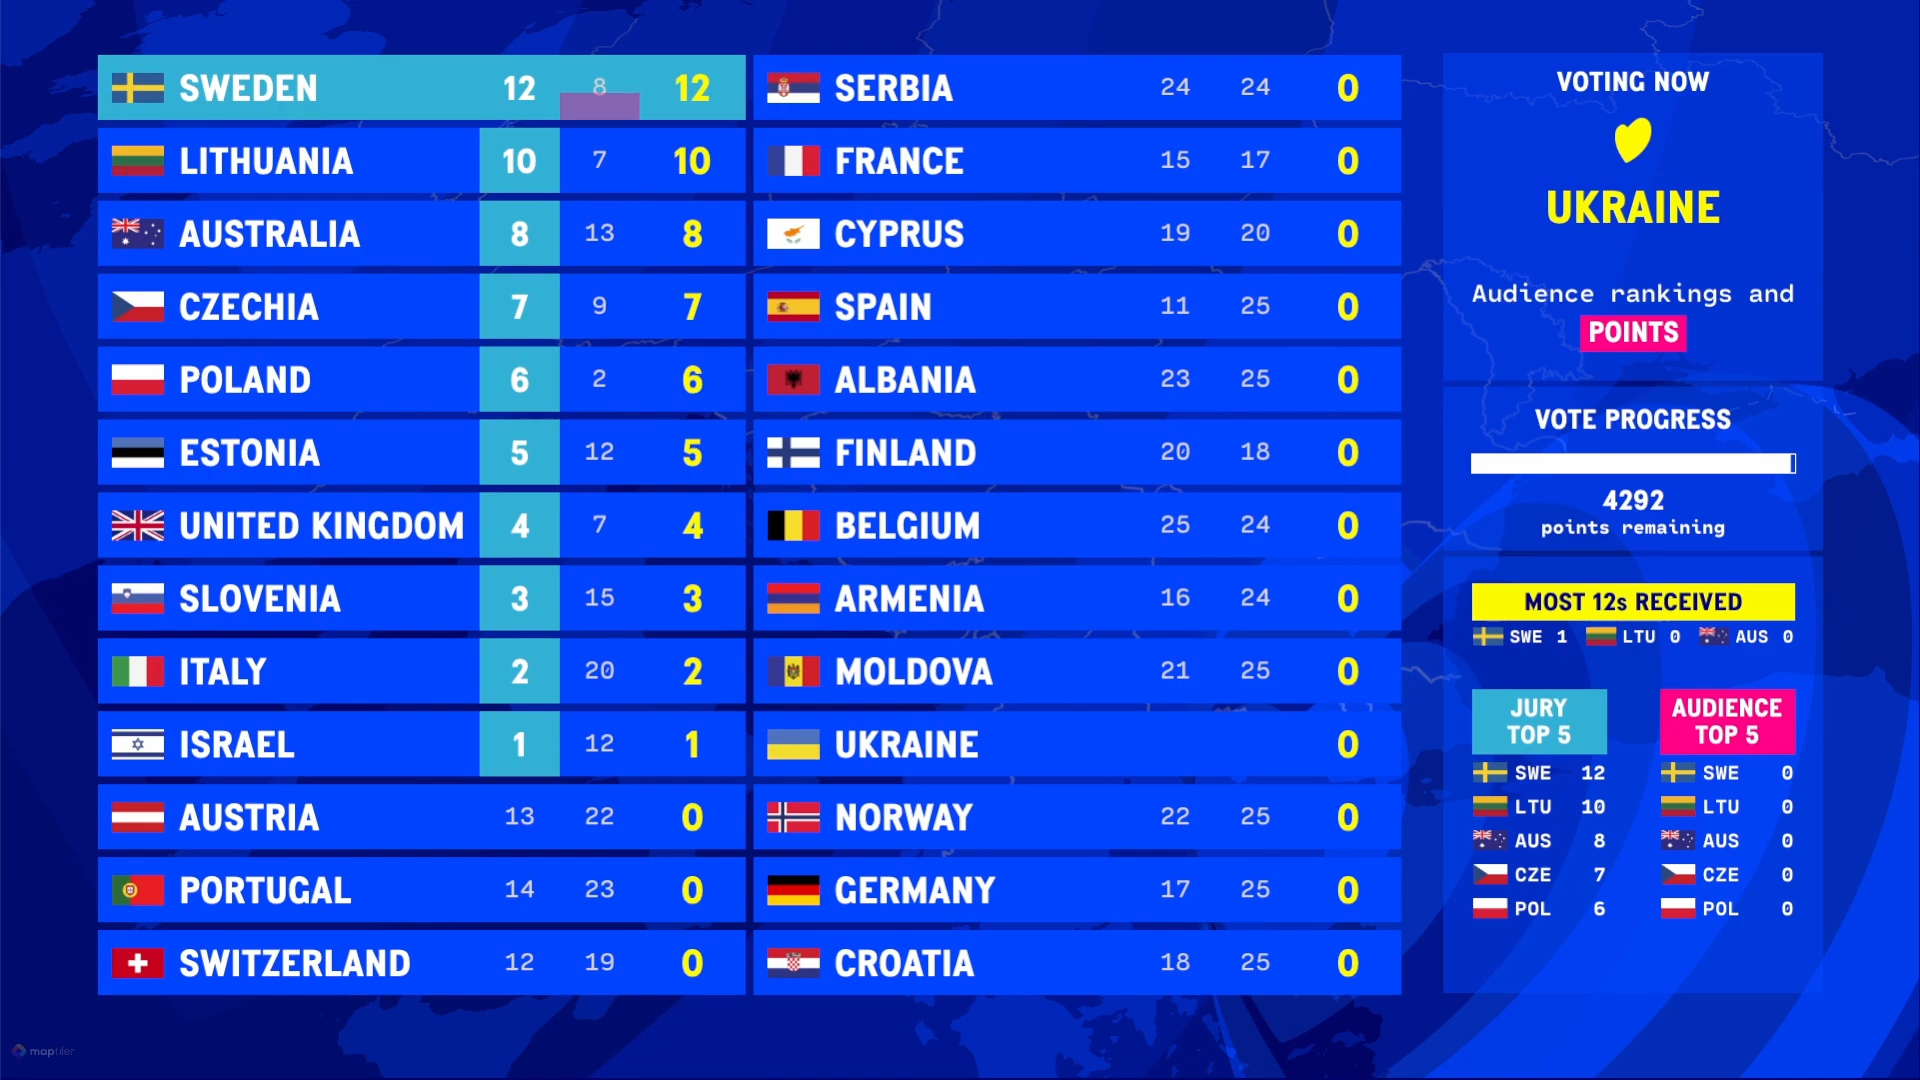 SWEDEN 12 8 12
LITHUANIA 10 7 10
AUSTRALIA 8 13 8
CZECHIA 7 9 7
POLAND 6 2 6
ESTONIA 5 12 5
UNITED KINGDOM 4 7 4
SLOVENIA 3 15 3
ITALY 2 20 2
ISRAEL 1 12 1
AUSTRIA 13 22 0
PORTUGAL 14 23 0
SWITZERLAND 12 19 0
SERBIA 24 24 0
FRANCE 15 17 0
CYPRUS 19 20 0
SPAIN 11 25 0
ALBANIA 23 25 0
FINLAND 20 18 0
BELGIUM 25 24 0
ARMENIA 16 24 0
MOLDOVA 21 25 0
UKRAINE 0
NORWAY 22 25 0
GERMANY 17 25 0
CROATIA 18 25 0
VOTING NOW
UKRAINE
Audience rankings and
POINTS
VOTE PROGRESS
4292
points remaining
MOST 12s RECEIVED
SWE 1 LTU 0 AUS 0
JURY
TOP 5
SWE 12
LTU 10
AUS 8
CZE 7
POL 6
AUDIENCE
TOP 5
SWE 0
LTU 0
AUS 0
CZE 0
POL 0
maptiler